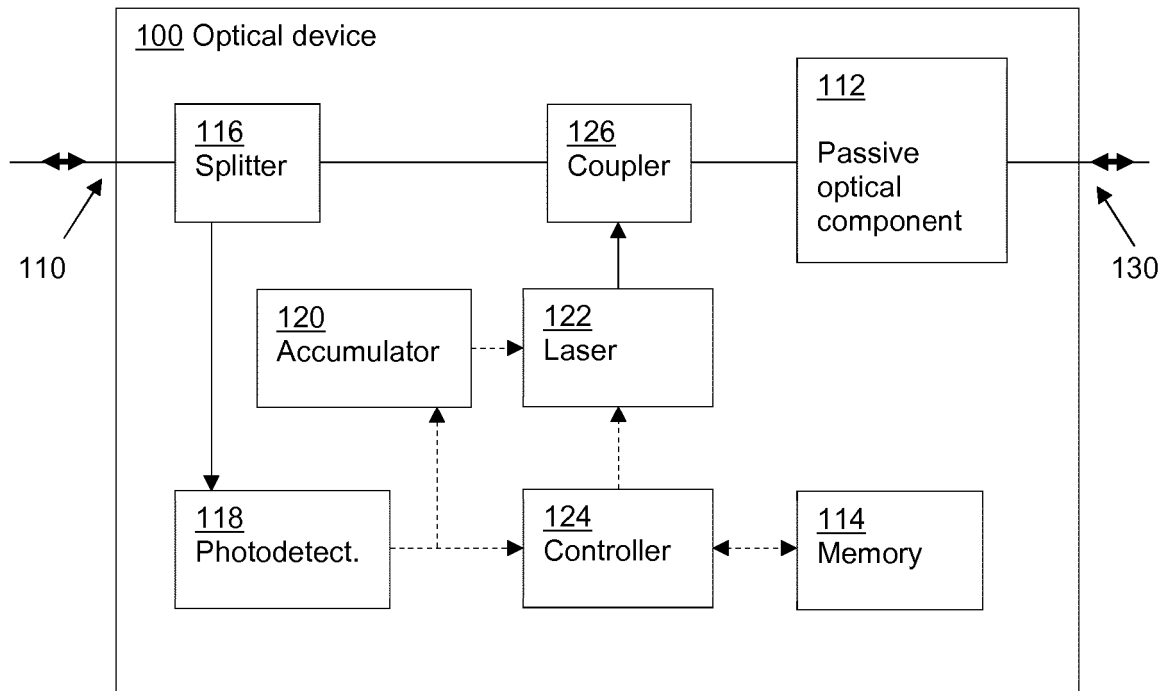 100 Optical device
116
Splitter
126
Coupler
112
Passive
optical
component
110
130
120
Accumulator
122
Laser
118
Photodetect.
124
Controller
114
Memory